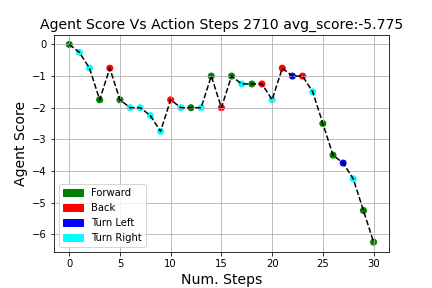 Agent Score Vs Action Steps 2710 avg_score:-5.775
Agent Score
0
−1
−2
−3
−4
−5
−6
Forward
Back
Turn Left
Turn Right
0 5 10 15 20 25 30
Num. Steps